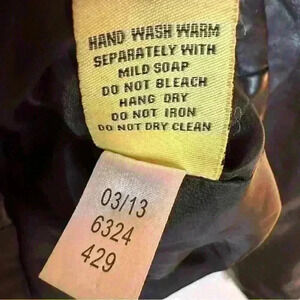 HAND WASH WARM
SEPARATELY WITH
MILD SOAP
DO NOT BLEACH
HANG DRY
DO NOT IRON
DO NOT DRY CLEAN
03/13
6324
429